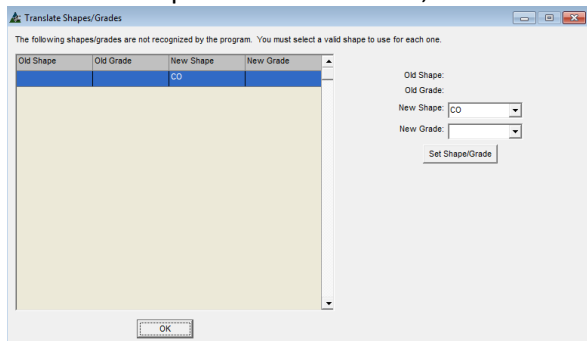 Translate Shapes/Grades
The following shapes/grades are not recognized by the program. You must select a valid shape to use for each one.
Old Shape Old Grade New Shape New Grade
CO
Old Shape:
Old Grade:
New Shape: CO
New Grade:
Set Shape/Grade
OK